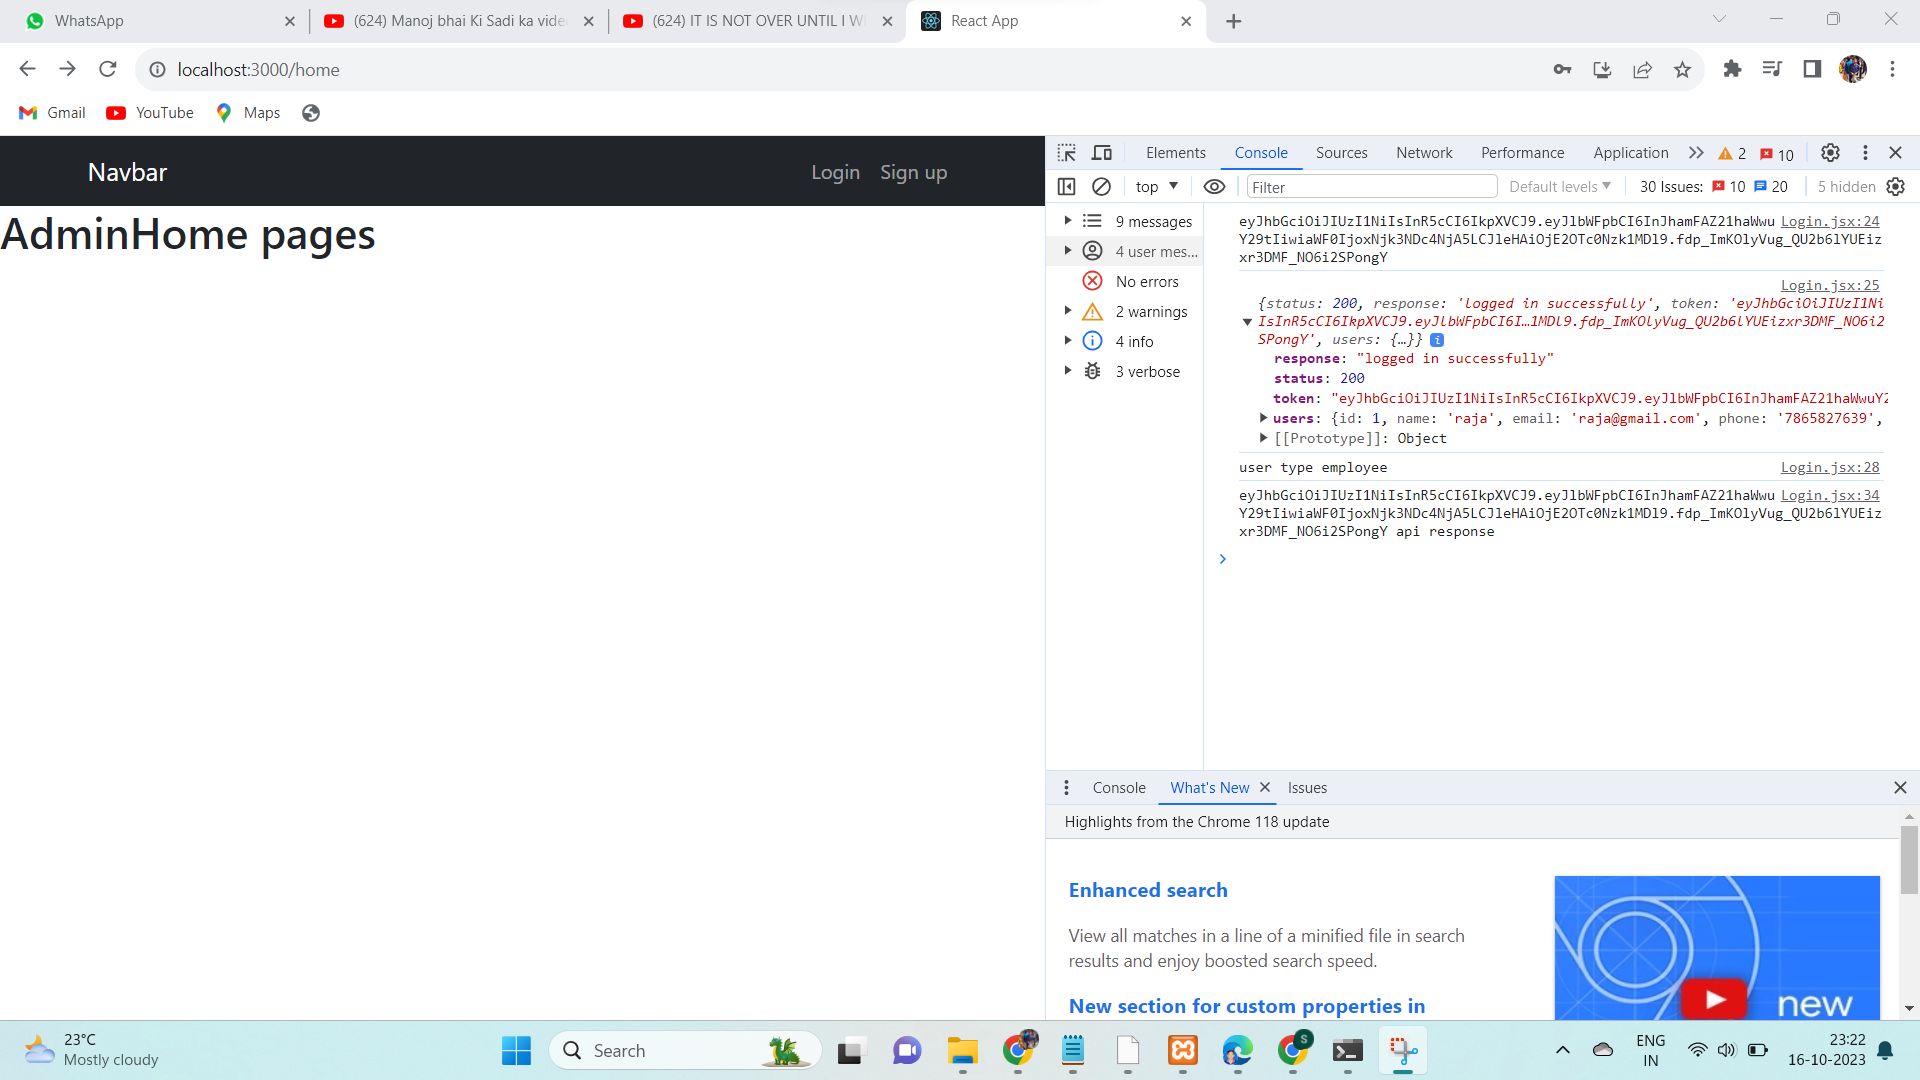 WhatsApp
(624) Manoj bhai Ki Sadi ka vide
(624) IT IS NOT OVER UNTIL I W
React App
localhost:3000/home
Gmail
YouTube
Maps
Navbar
Login
Sign up
AdminHome pages
Elements
Console
Sources
Network
Performance
Application
2
10
top
Filter
Default levels
30 Issues:
10
20
5 hidden
9 messages
4 user mes...
No errors
2 warnings
4 info
3 verbose
eyJhbGciOiJIUzI1NiIsInR5cCI6IkpXVCJ9.eyJlbWFpbCI6InJhamFAZ21haWwu Login.jsx:24
Y29tIiwiaWF0IjoxNjk3NDc4NjA5LCJleHAiOjE2OTc0Nzk1MDl9.fdp_ImKOlyVug_QU2b6lYUEiz
xr3DMF_NO6i2SPongY
Login.jsx:25
{status: 200, response: 'logged in successfully', token: 'eyJhbGciOiJIUzI1Ni
IsInR5cCI6IkpXVCJ9.eyJlbWFpbCI6I…1MDl9.fdp_ImKOlyVug_QU2b6lYUEizxr3DMF_NO6i2
SPongY', users: {…}}
response: "logged in successfully"
status: 200
token: "eyJhbGciOiJIUzI1NiIsInR5cCI6IkpXVCJ9.eyJlbWFpbCI6InJhamFAZ21haWwuY2
users: {id: 1, name: 'raja', email: 'raja@gmail.com', phone: '7865827639',
[[Prototype]]: Object
user type employee Login.jsx:28
eyJhbGciOiJIUzI1NiIsInR5cCI6IkpXVCJ9.eyJlbWFpbCI6InJhamFAZ21haWwu Login.jsx:34
Y29tIiwiaWF0IjoxNjk3NDc4NjA5LCJleHAiOjE2OTc0Nzk1MDl9.fdp_ImKOlyVug_QU2b6lYUEiz
xr3DMF_NO6i2SPongY api response
Console
What's New
Issues
Highlights from the Chrome 118 update
Enhanced search
View all matches in a line of a minified file in search
results and enjoy boosted search speed.
New section for custom properties in
new
23°C
Mostly cloudy
Search
S
ENG
IN
23:22
16-10-2023